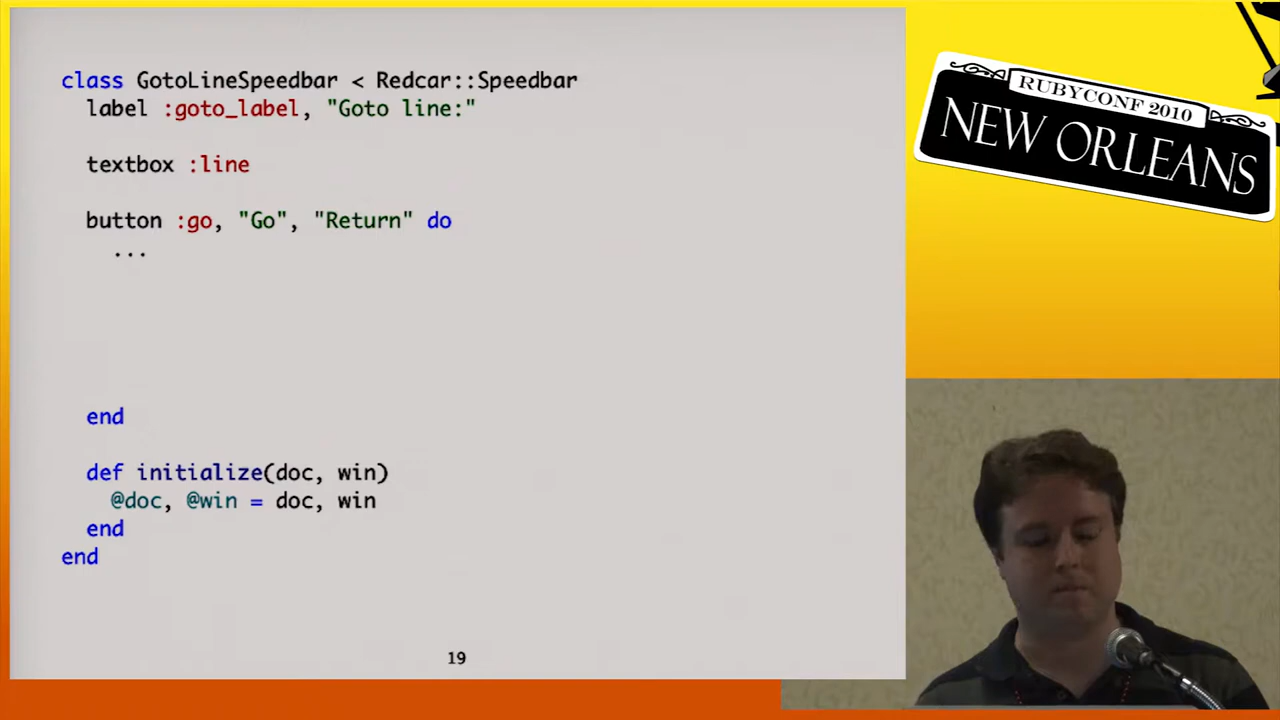 class GotoLineSpeedbar < Redcar::Speedbar
label :goto_label, "Goto line:"
textbox :line
button :go, "Go", "Return" do
...
end
def initialize(doc, win)
@doc, @win = doc, win
end
end
19
RUBYCONF 2010
NEW ORLEANS